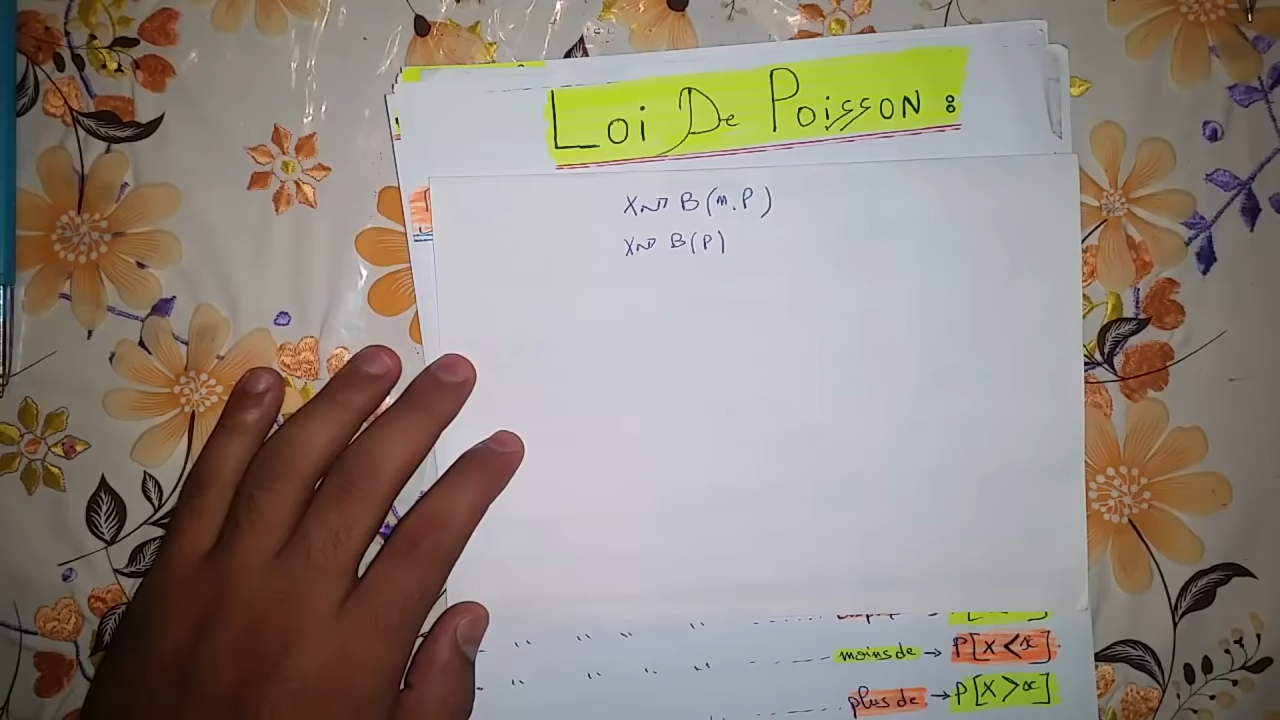 Loi De Poisson :
X ⇝ B(n.P)
X ⇝ B(P)
moins de → P[X < x]
plus de → P[X > x]